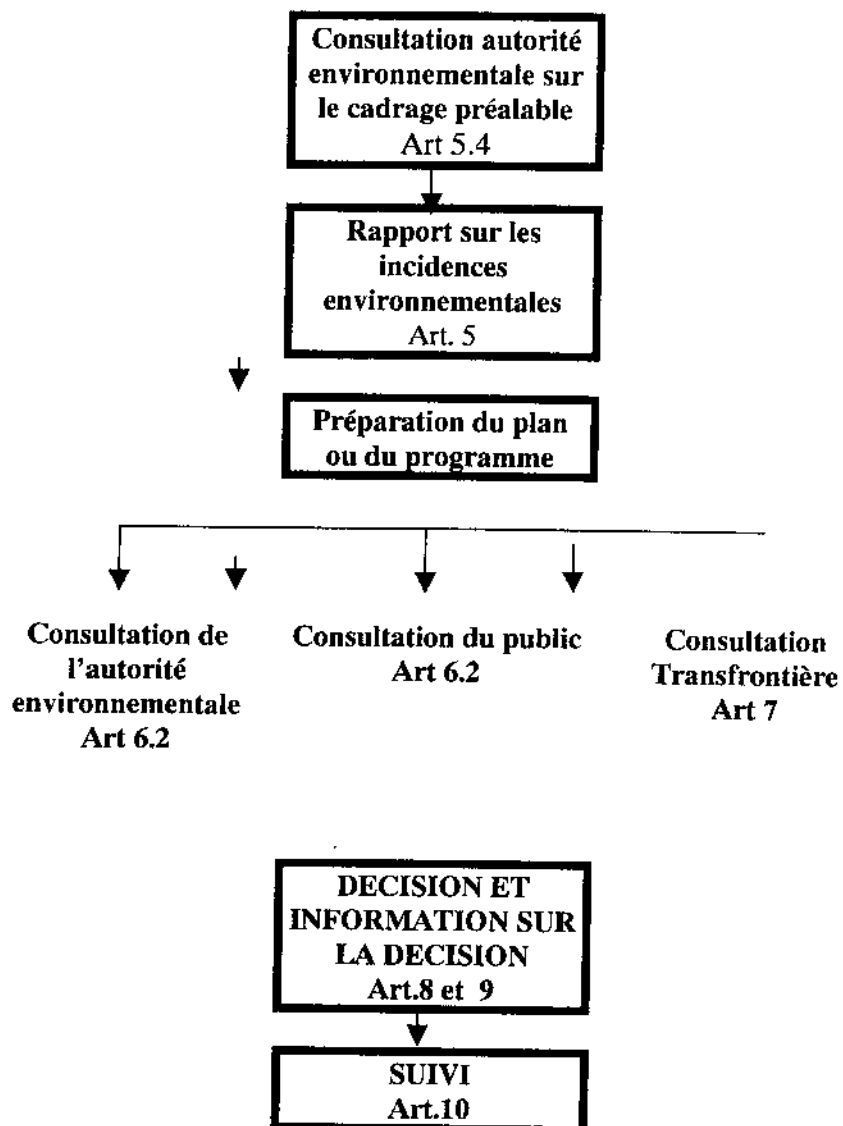 Consultation autorité
environnementale sur
le cadrage préalable
Art 5.4
Rapport sur les
incidences
environnementales
Art. 5
Préparation du plan
ou du programme
Consultation de
l'autorité
environnementale
Art 6.2
Consultation du public
Art 6.2
Consultation
Transfrontière
Art 7
DECISION ET
INFORMATION SUR
LA DECISION
Art.8 et 9
SUIVI
Art.10